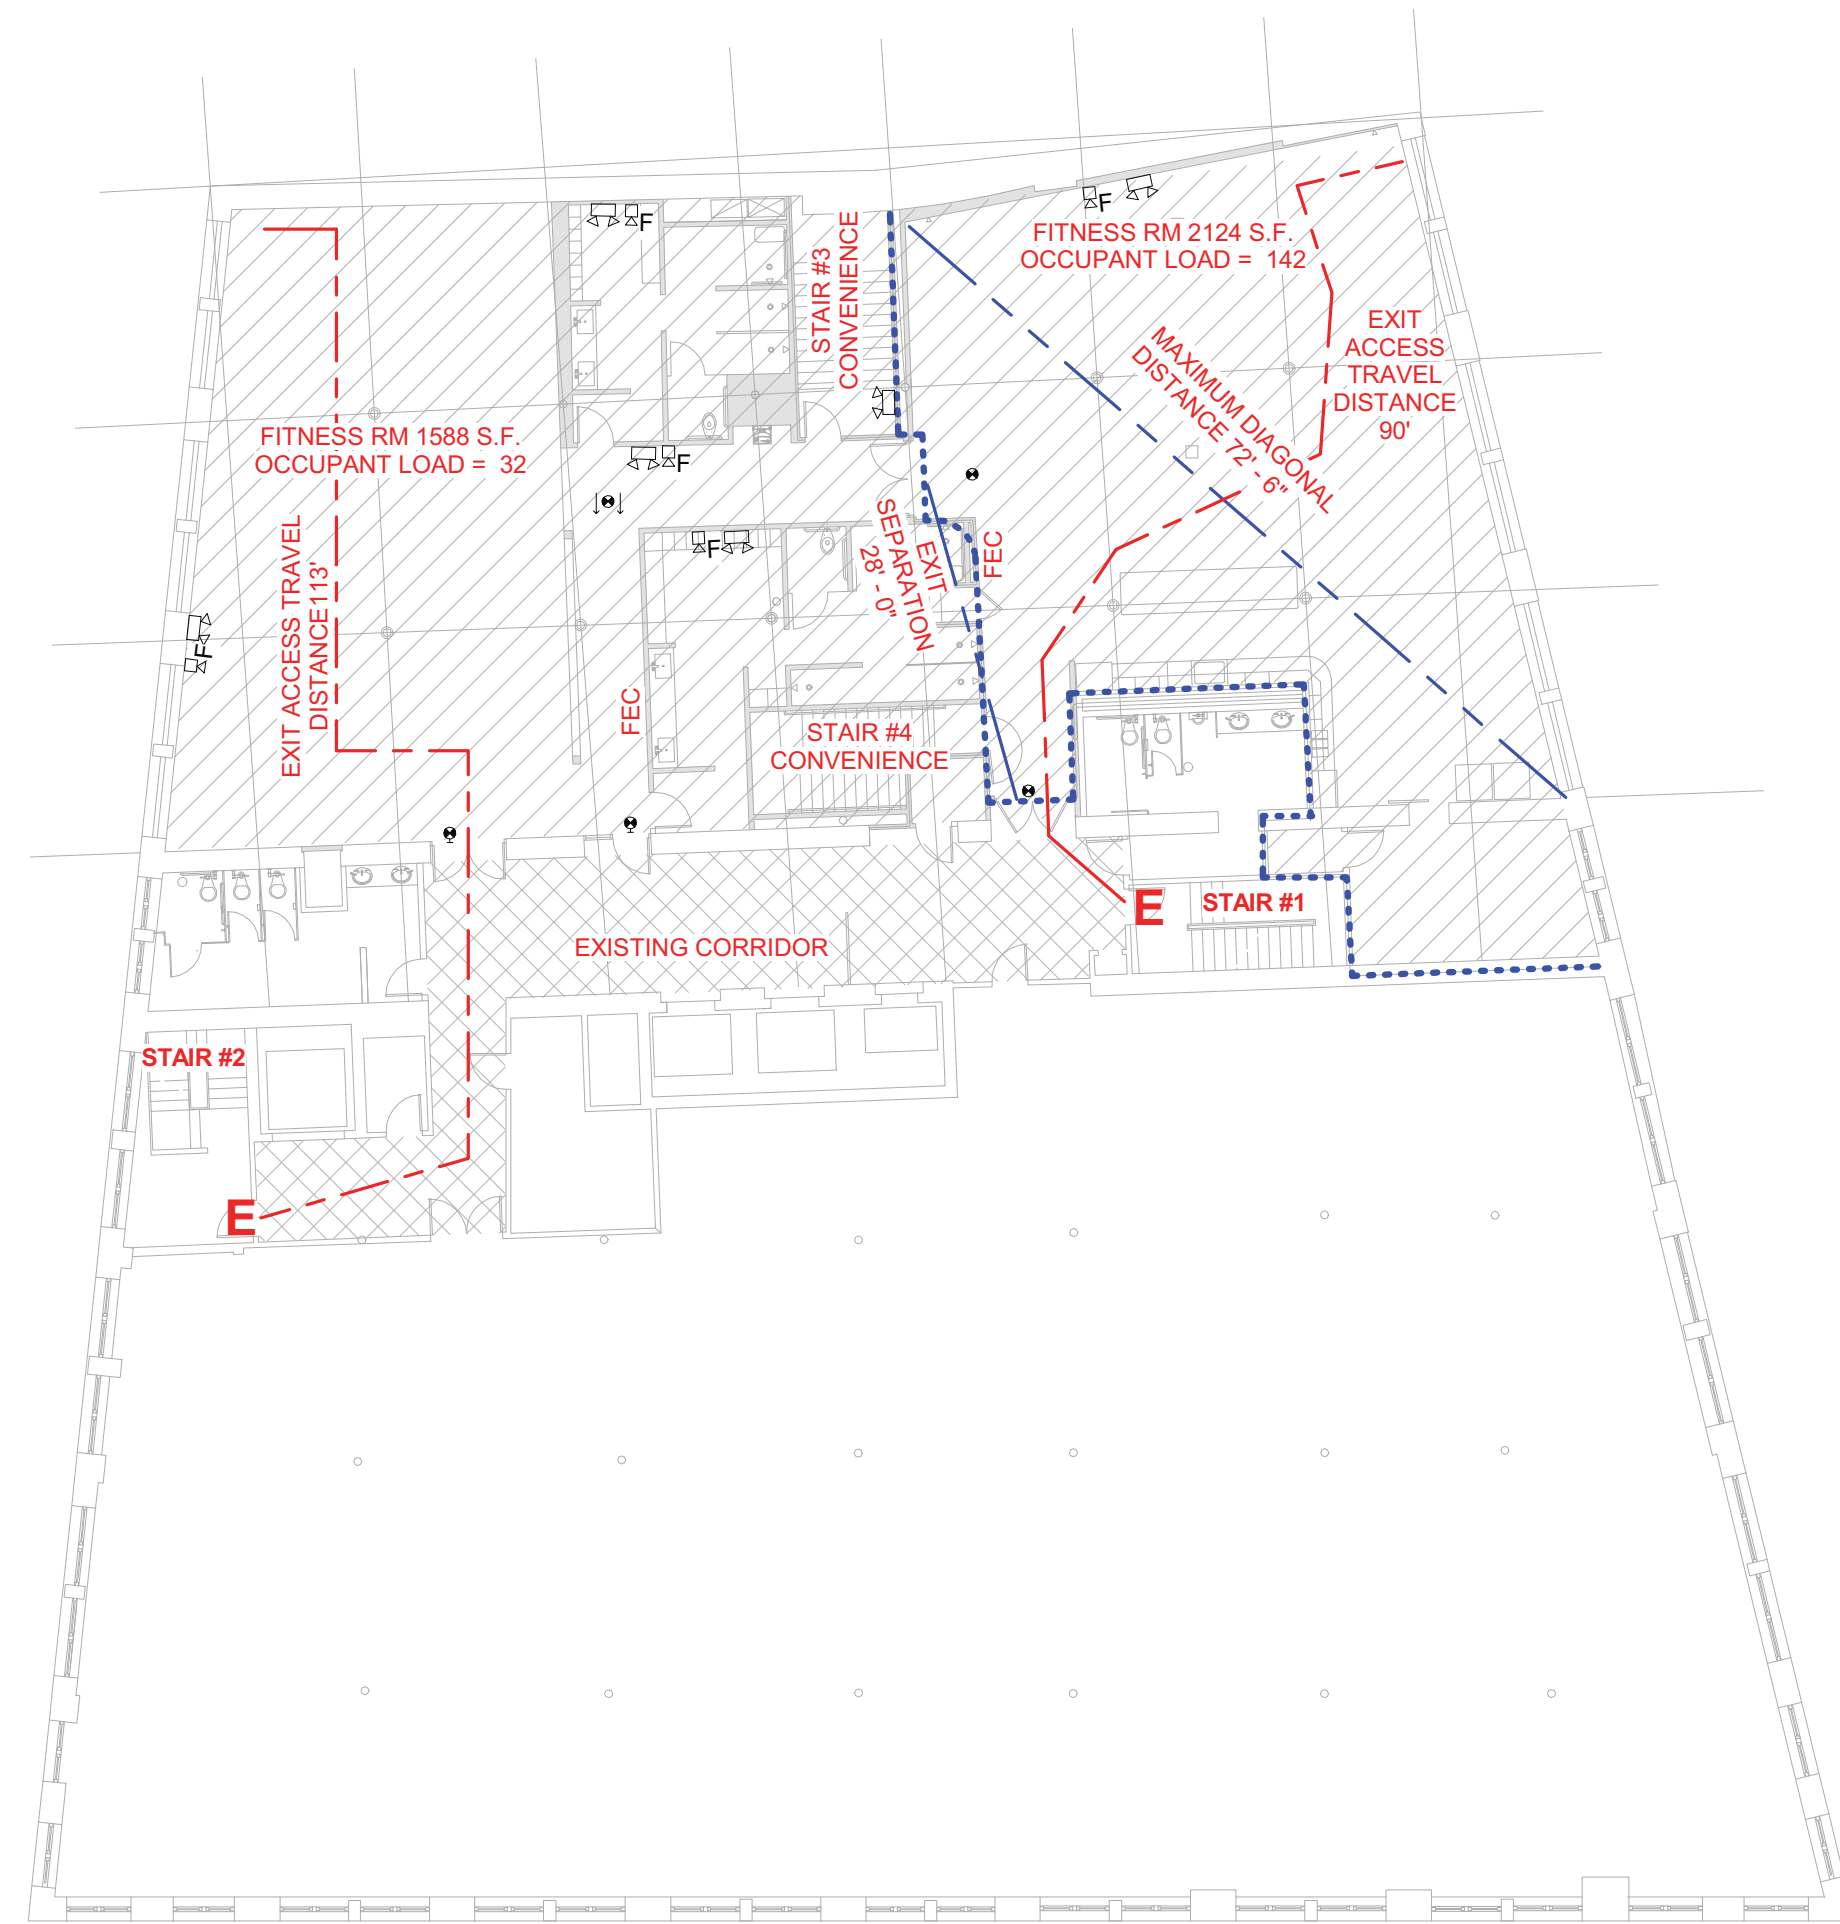 F
F
STAIR #3
CONVENIENCE
FITNESS RM 2124 S.F.
OCCUPANT LOAD = 142
EXIT
ACCESS
TRAVEL
DISTANCE
90'
MAXIMUM DIAGONAL
DISTANCE 72' - 6"
FITNESS RM 1588 S.F.
OCCUPANT LOAD = 32
F
EXIT ACCESS TRAVEL
DISTANCE113'
F
EXIT
SEPARATION
28' - 0"
FEC
F
FEC
STAIR #4
CONVENIENCE
E
STAIR #1
EXISTING CORRIDOR
STAIR #2
E